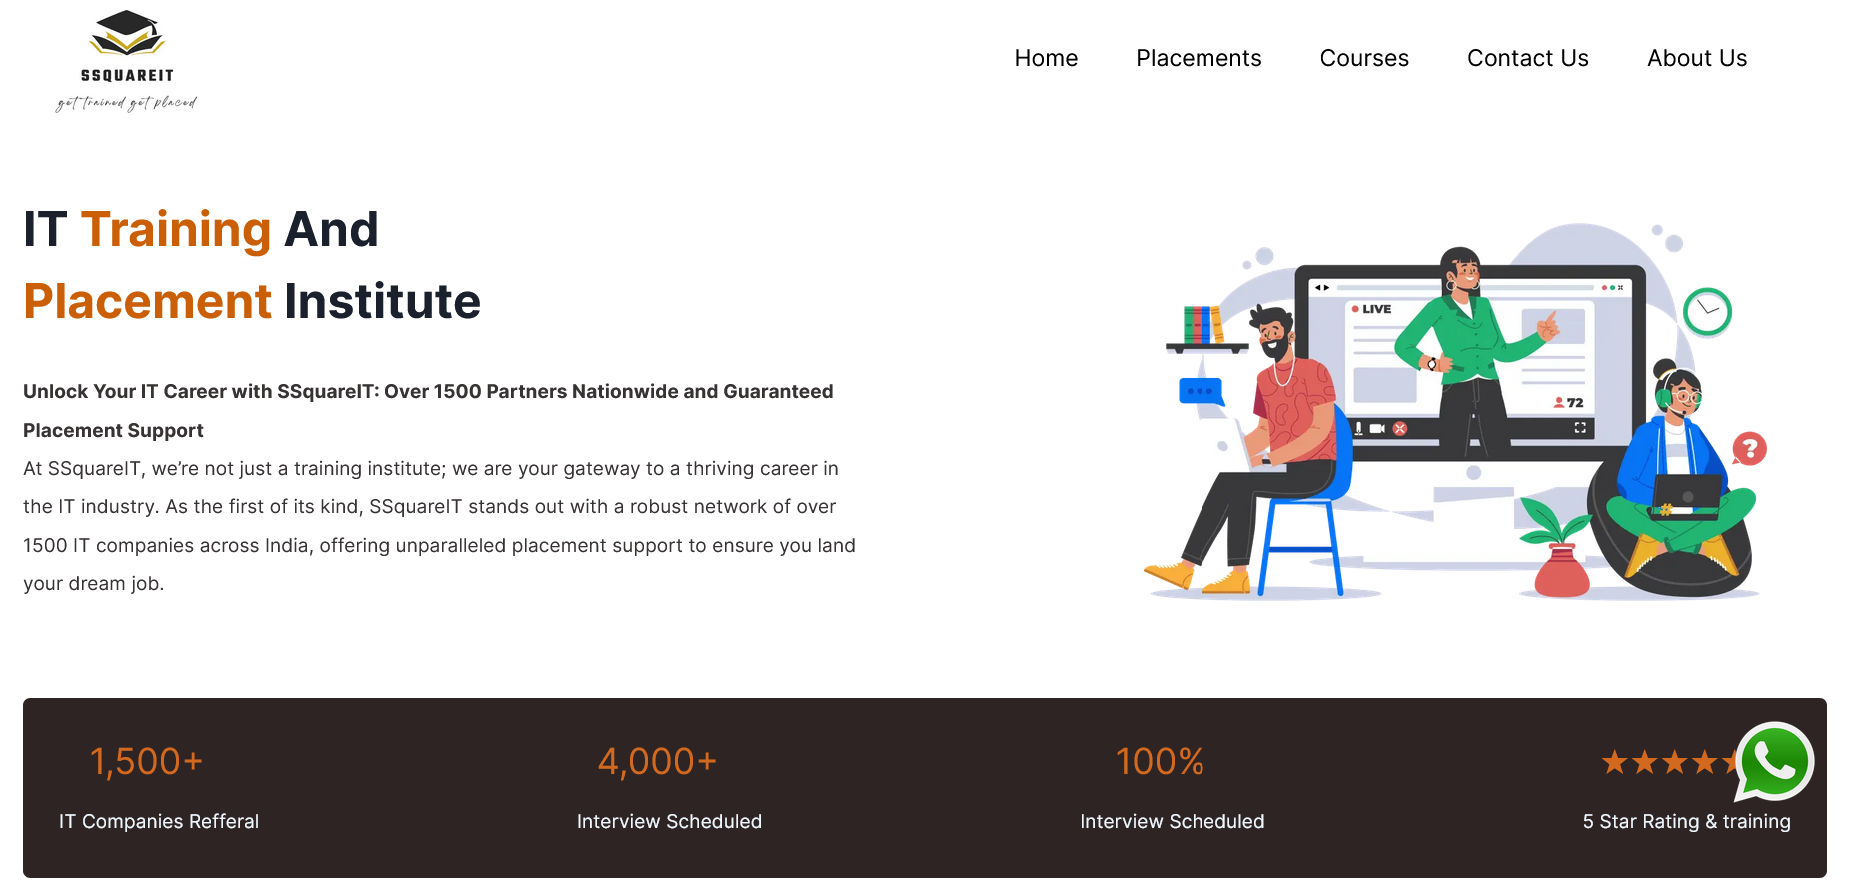 SSQUAREIT
get trained get placed
Home Placements Courses Contact Us About Us
IT Training And
Placement Institute
Unlock Your IT Career with SSquareIT: Over 1500 Partners Nationwide and Guaranteed
Placement Support
At SSquareIT, we’re not just a training institute; we are your gateway to a thriving career in
the IT industry. As the first of its kind, SSquareIT stands out with a robust network of over
1500 IT companies across India, offering unparalleled placement support to ensure you land
your dream job.
LIVE
72
?
1,500+ 4,000+ 100% ★★★★★
IT Companies Refferal Interview Scheduled Interview Scheduled 5 Star Rating & training